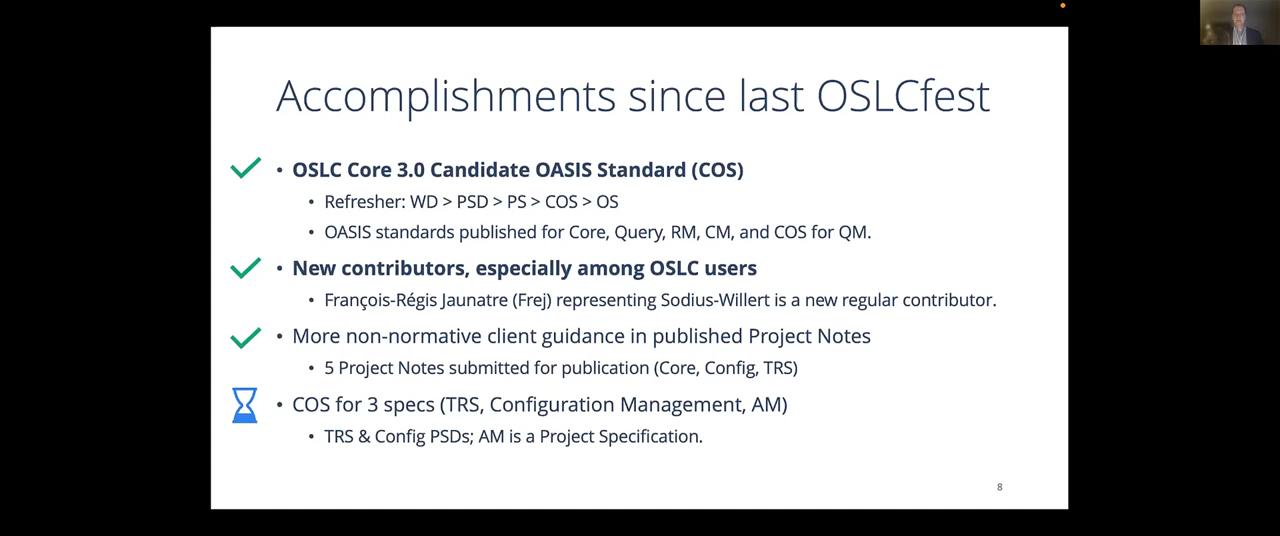 Accomplishments since last OSLCfest
• OSLC Core 3.0 Candidate OASIS Standard (COS)
• Refresher: WD > PSD > PS > COS > OS
• OASIS standards published for Core, Query, RM, CM, and COS for QM.
• New contributors, especially among OSLC users
• François-Régis Jaunatre (Frej) representing Sodius-Willert is a new regular contributor.
• More non-normative client guidance in published Project Notes
• 5 Project Notes submitted for publication (Core, Config, TRS)
• COS for 3 specs (TRS, Configuration Management, AM)
• TRS & Config PSDs; AM is a Project Specification.
8